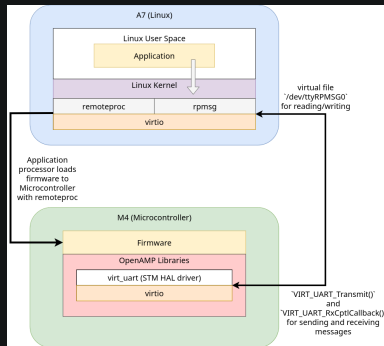 A7 (Linux)
Linux User Space
Application
Linux Kernel
remoteproc
rpmsg
virtio
virtual file
`/dev/ttyRPMSG0`
for reading/writing
Application
processor loads
firmware to
Microcontroller
with remoteproc
M4 (Microcontroller)
Firmware
OpenAMP Libraries
virt_uart (STM HAL driver)
virtio
`VIRT_UART_Transmit()`
and
`VIRT_UART_RxCptlCallback()`
for sending and receiving
messages